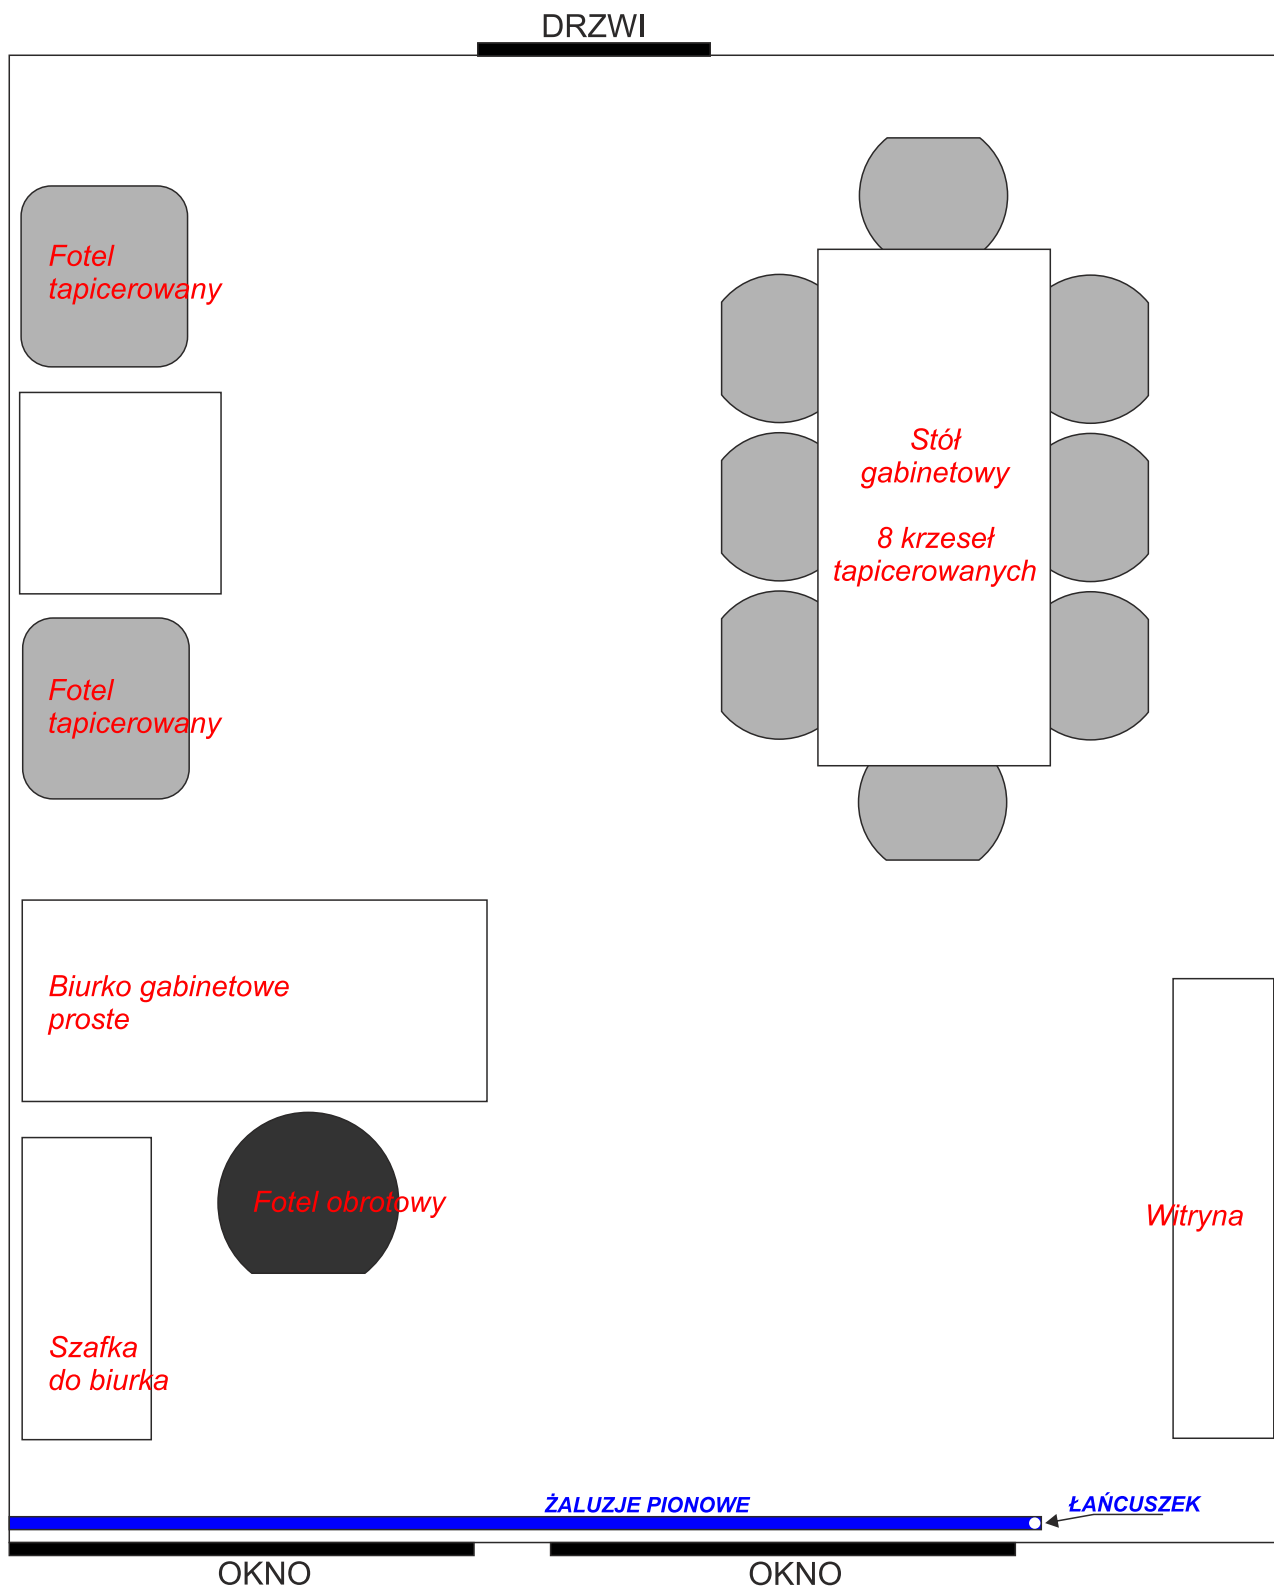 DRZWI
Fotel
tapicerowany
Stół
gabinetowy
8 krzeseł
tapicerowanych
Fotel
tapicerowany
Biurko gabinetowe
proste
Fotel obrotowy
Witryna
Szafka
do biurka
ŻALUZJE PIONOWE
ŁAŃCUSZEK
OKNO
OKNO